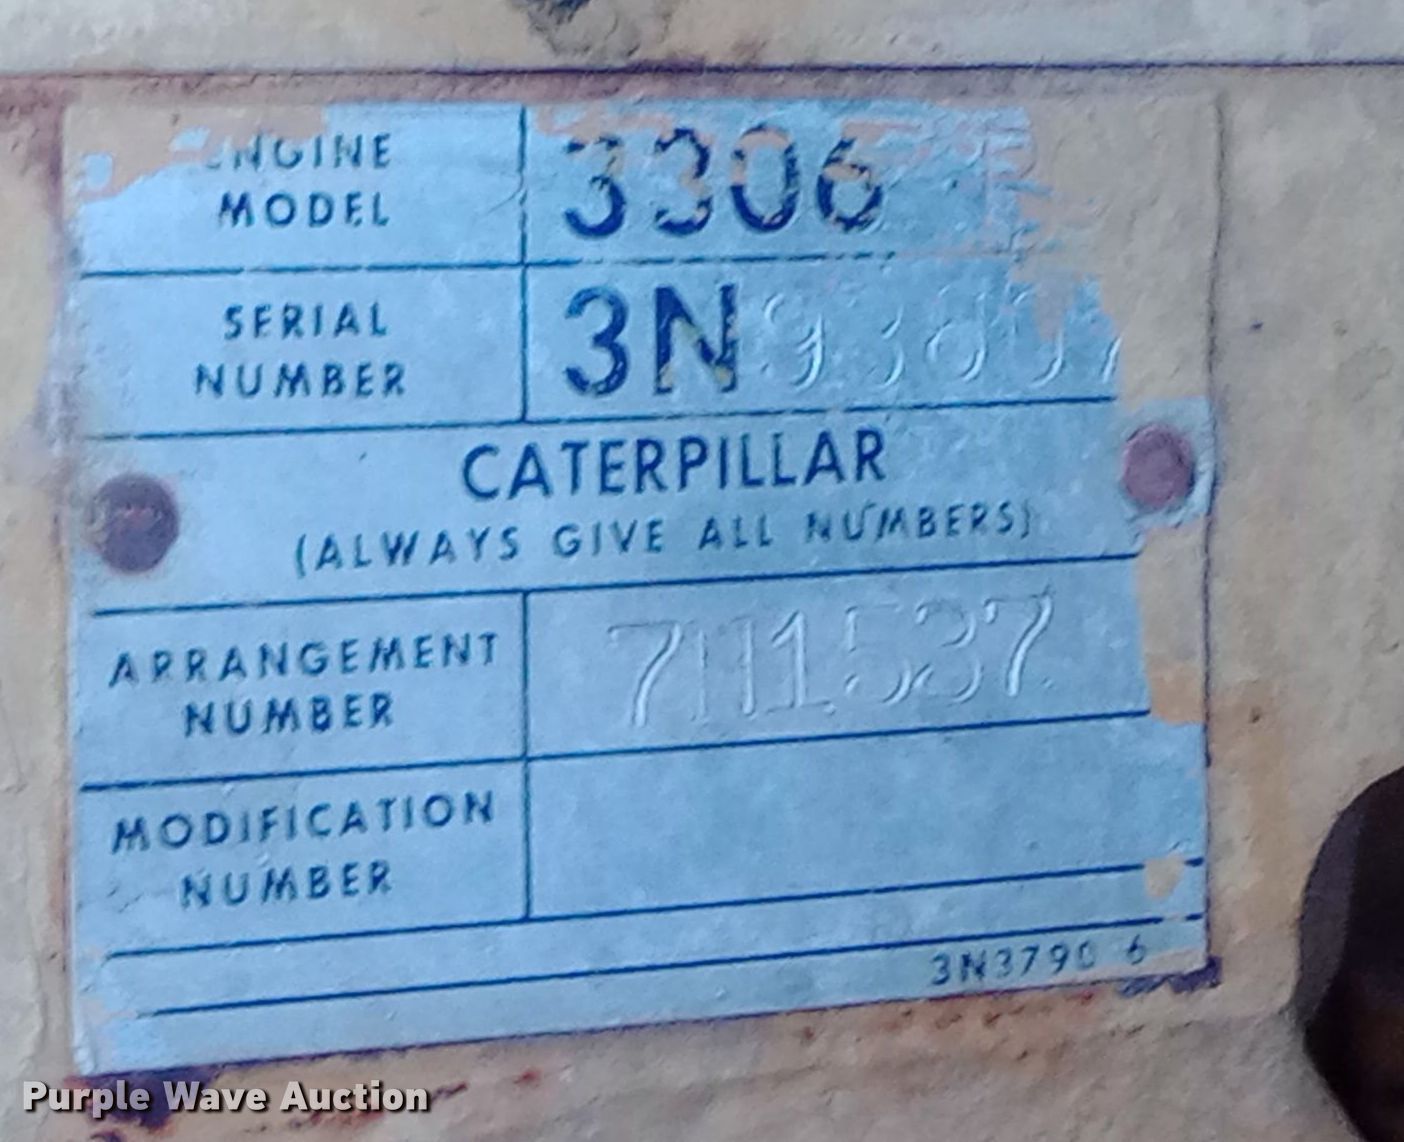 ENGINE MODEL 3306
SERIAL NUMBER 3N
CATERPILLAR
(ALWAYS GIVE ALL NUMBERS)
ARRANGEMENT NUMBER 7N1537
MODIFICATION NUMBER
3N3790 6
Purple Wave Auction